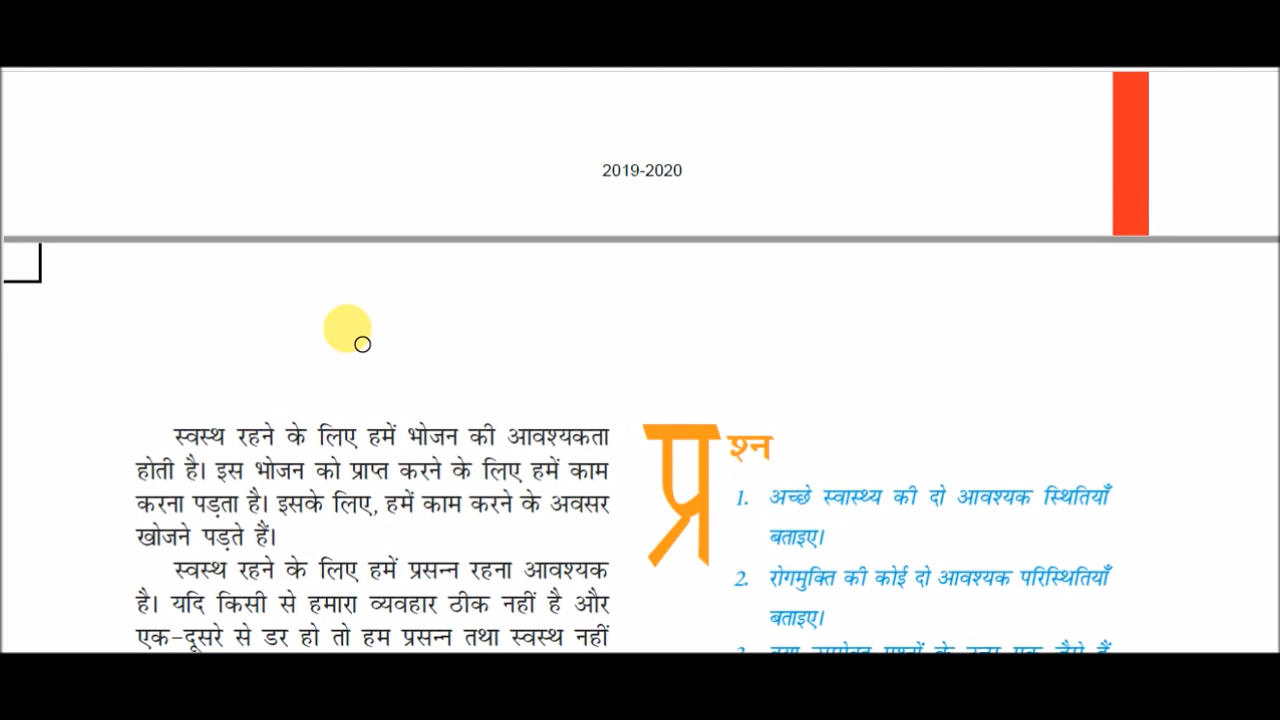 2019-2020
स्वस्थ रहने के लिए हमें भोजन की आवश्यकता
होती है। इस भोजन को प्राप्त करने के लिए हमें काम
करना पड़ता है। इसके लिए, हमें काम करने के अवसर
खोजने पड़ते हैं।
स्वस्थ रहने के लिए हमें प्रसन्न रहना आवश्यक
है। यदि किसी से हमारा व्यवहार ठीक नहीं है और
एक-दूसरे से डर हो तो हम प्रसन्न तथा स्वस्थ नहीं
प्रश्न
1. अच्छे स्वास्थ्य की दो आवश्यक स्थितियाँ
बताइए।
2. रोगमुक्ति की कोई दो आवश्यक परिस्थितियाँ
बताइए।